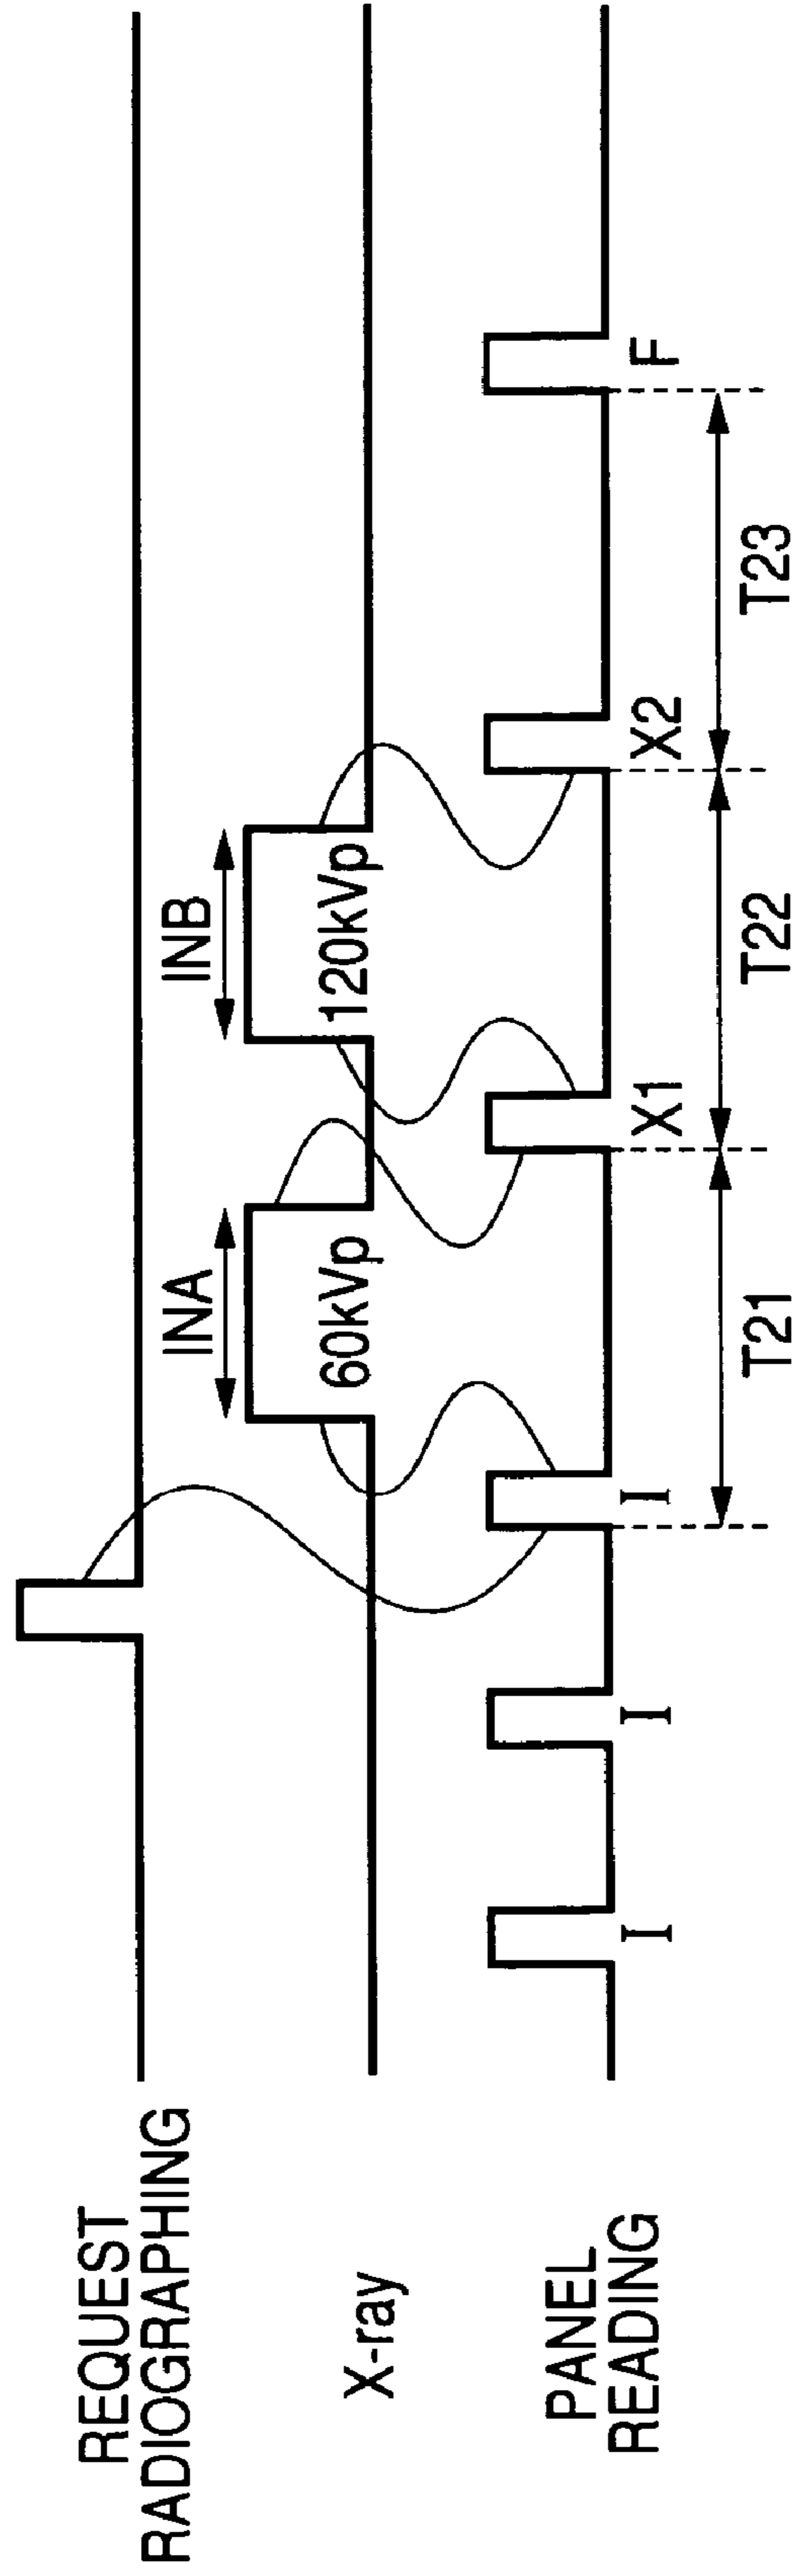 REQUEST
RADIOGRAPHING
INA
INB
X-ray
60kVp
120kVp
PANEL
READING
I
I
I
X1
X2
F
T21
T22
T23